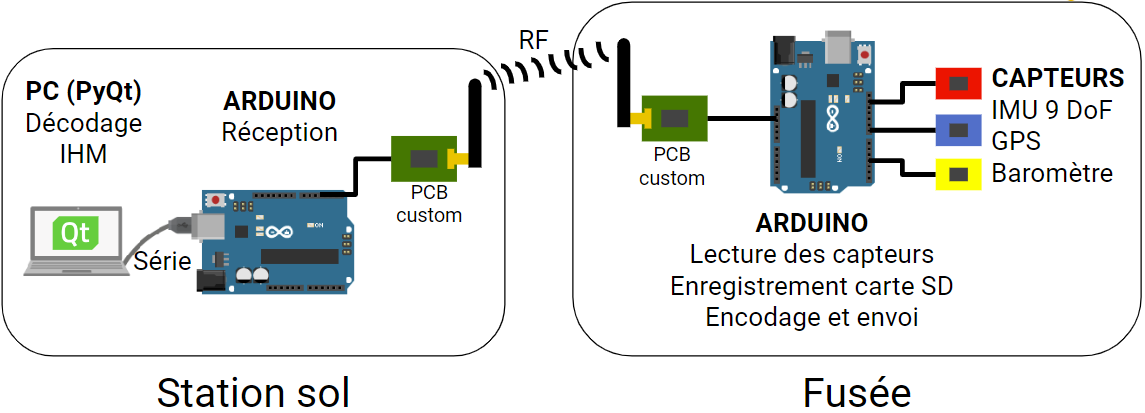 RF
PC (PyQt)
Décodage
IHM
ARDUINO
Réception
PCB
custom
Qt
Série
Station sol
PCB
custom
CAPTEURS
IMU 9 DoF
GPS
Baromètre
ARDUINO
Lecture des capteurs
Enregistrement carte SD
Encodage et envoi
Fusée